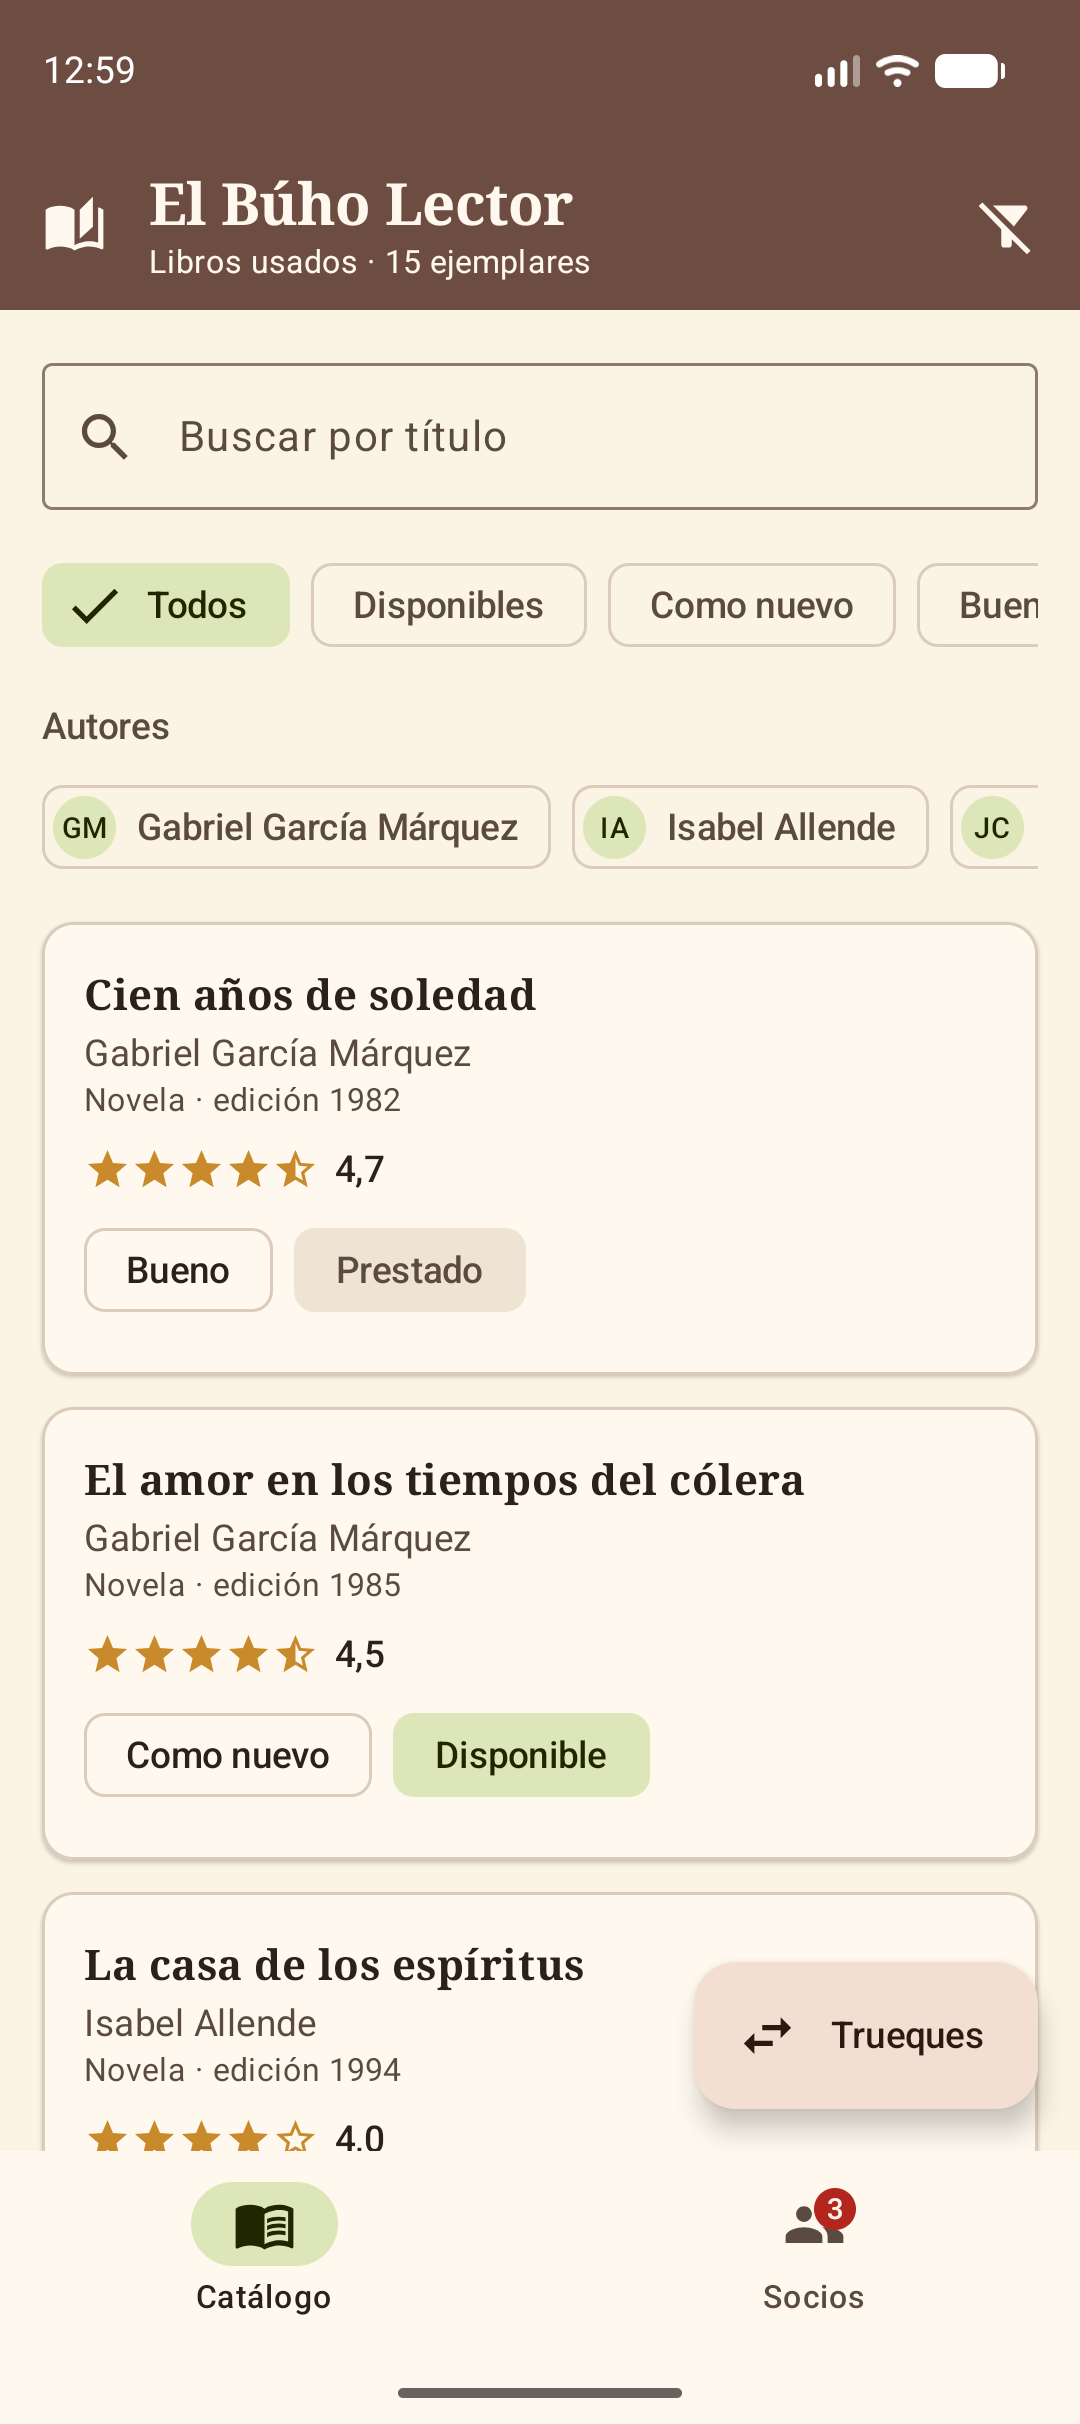 12:59
El Búho Lector
Libros usados · 15 ejemplares
Buscar por título
Todos
Disponibles
Como nuevo
Buen
Autores
GM Gabriel García Márquez
IA Isabel Allende
JC
Cien años de soledad
Gabriel García Márquez
Novela · edición 1982
4,7
Bueno
Prestado
El amor en los tiempos del cólera
Gabriel García Márquez
Novela · edición 1985
4,5
Como nuevo
Disponible
La casa de los espíritus
Isabel Allende
Novela · edición 1994
4,0
Trueques
3
Catálogo
Socios